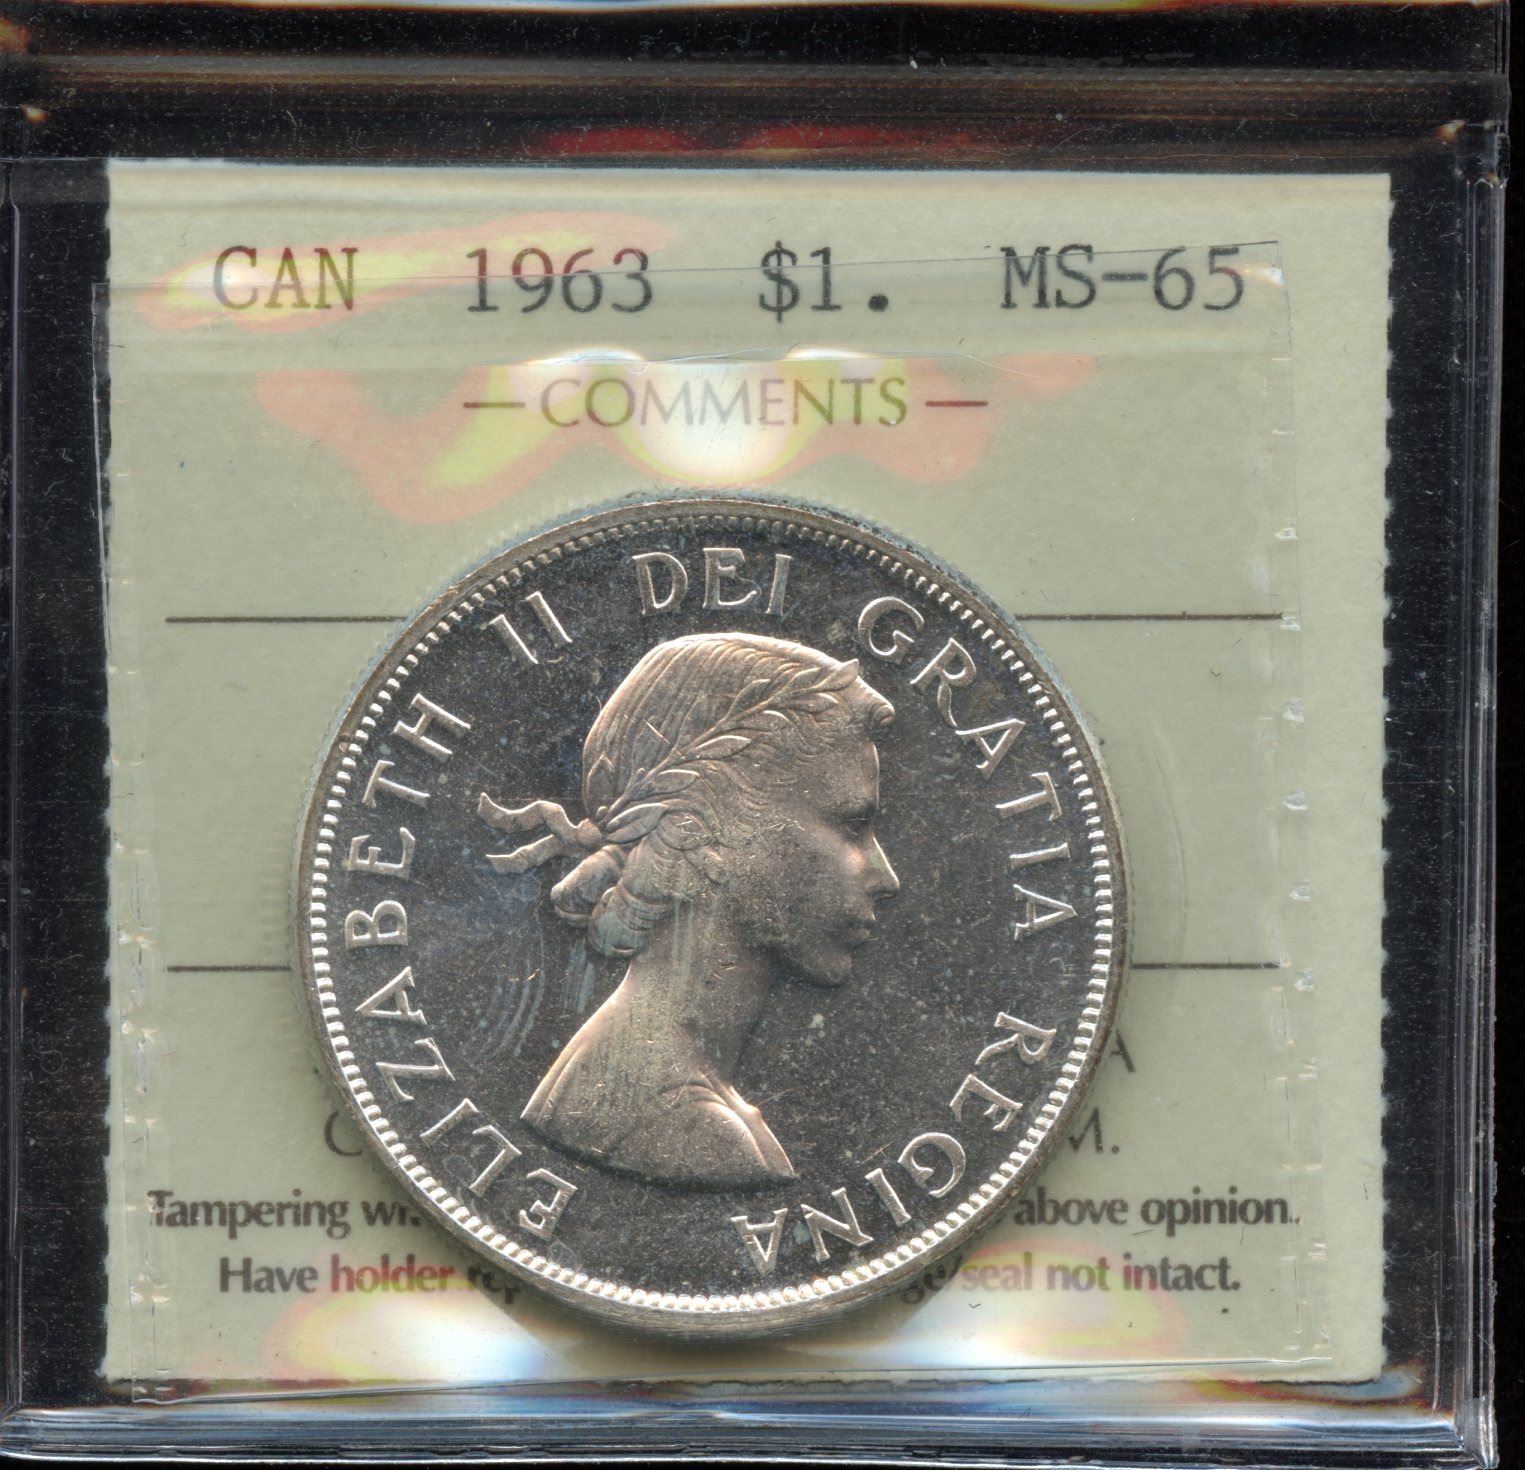 CAN 1963 $1. MS-65
— COMMENTS —
ELIZABETH II DEI GRATIA REGINA
A
C M.
Tampering above opinion.
Have holder seal not intact.